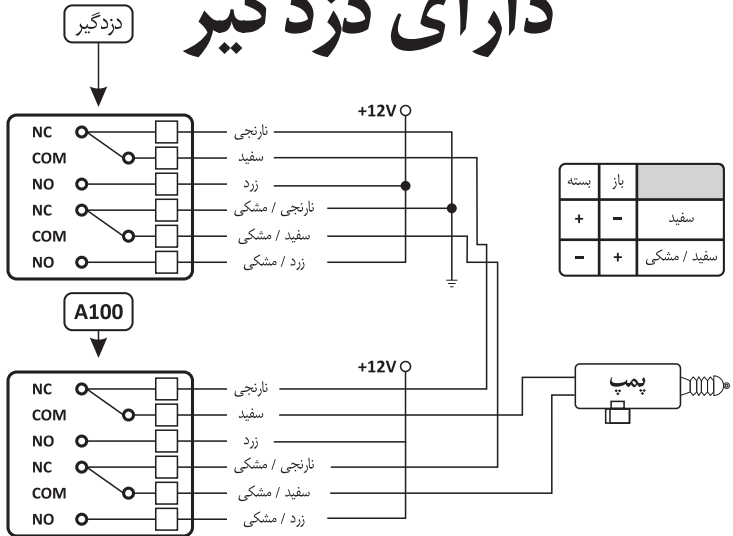 دارای دزدگیر
دزدگیر
NC نارنجی
COM سفید
NO زرد
NC نارنجی / مشکی
COM سفید / مشکی
NO زرد / مشکی
+12V
باز بسته
سفید - +
سفید / مشکی + -
A100
NC نارنجی
COM سفید
NO زرد
NC نارنجی / مشکی
COM سفید / مشکی
NO زرد / مشکی
+12V
پمپ